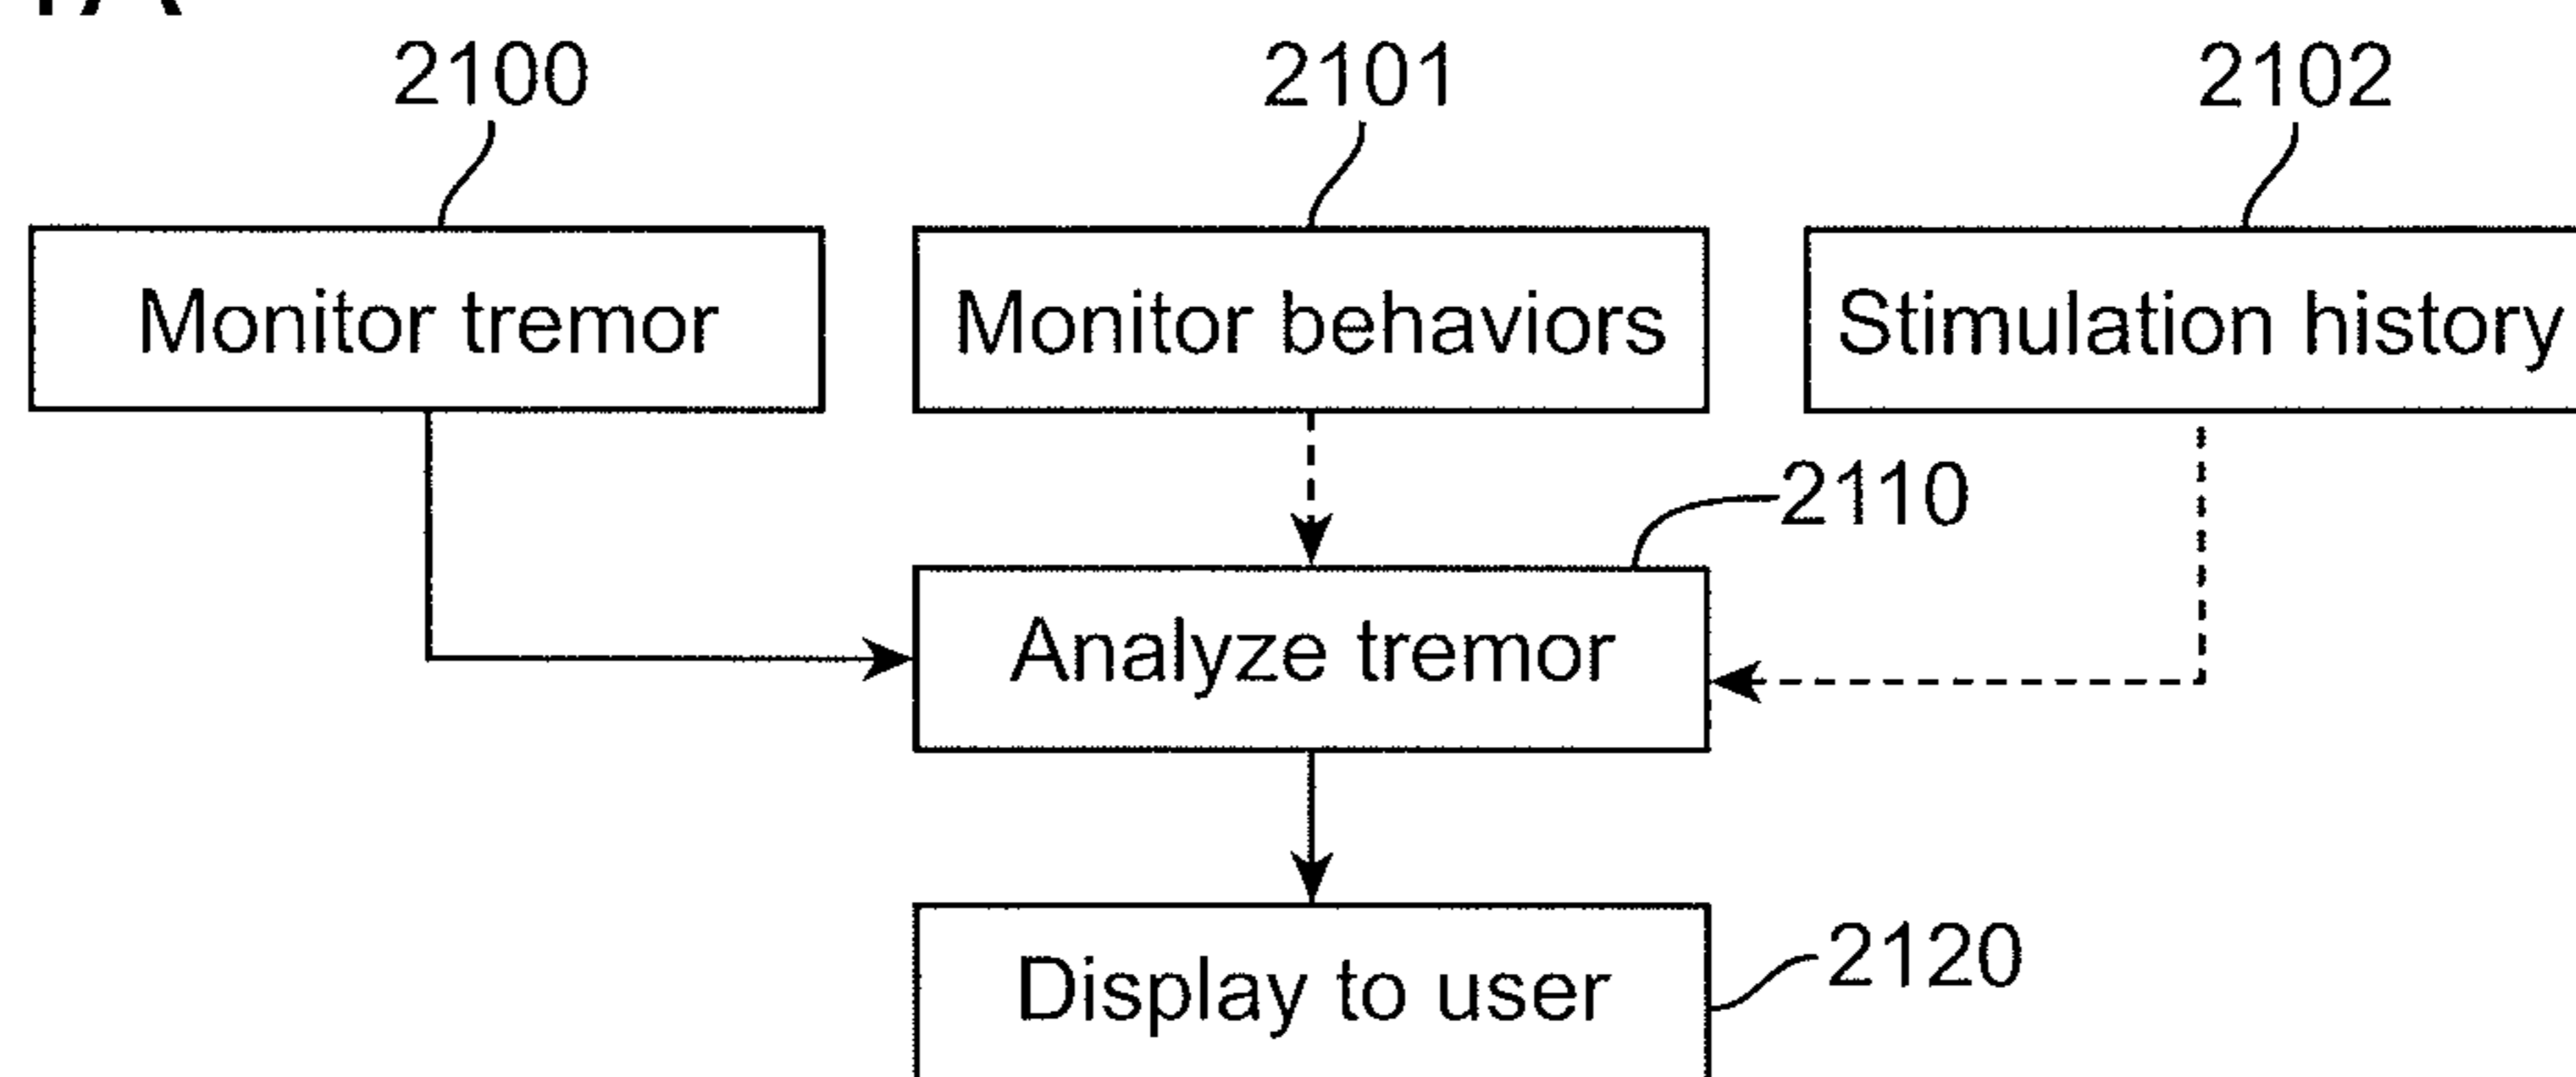 2100 2101 2102
Monitor tremor Monitor behaviors Stimulation history
2110
Analyze tremor
Display to user 2120